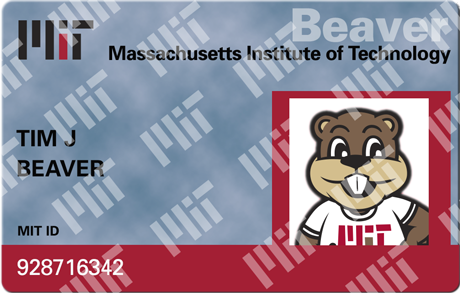 Beaver
MIT
Massachusetts Institute of Technology
TIM J
BEAVER
MIT
MIT ID
928716342